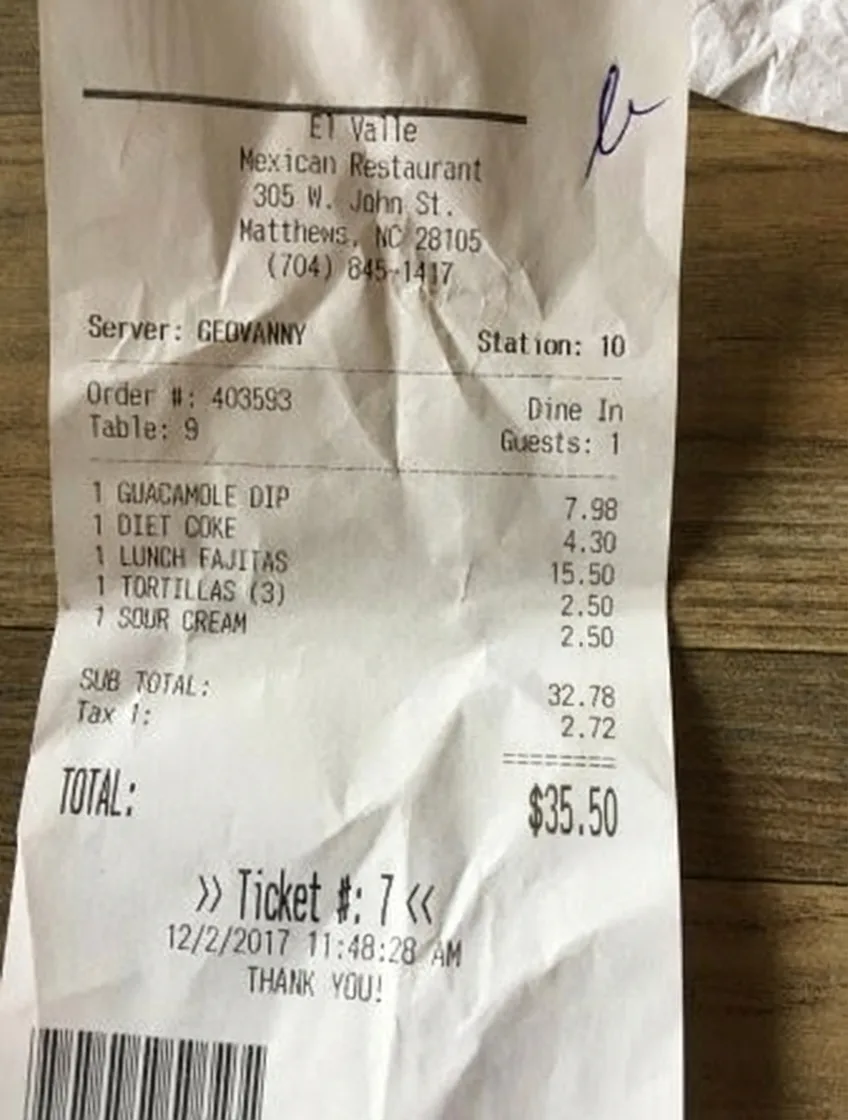 El Valle
Mexican Restaurant
305 W. John St.
Matthews, NC 28105
(704) 845-1417
Server: GEOVANNY Station: 10
Order #: 403593 Dine In
Table: 9 Guests: 1
1 GUACAMOLE DIP 7.98
1 DIET COKE 4.30
1 LUNCH FAJITAS 15.50
1 TORTILLAS (3) 2.50
1 SOUR CREAM 2.50
SUB TOTAL: 32.78
Tax 1: 2.72
TOTAL: $35.50
>> Ticket #: 7 <<
12/2/2017 11:48:28 AM
THANK YOU!